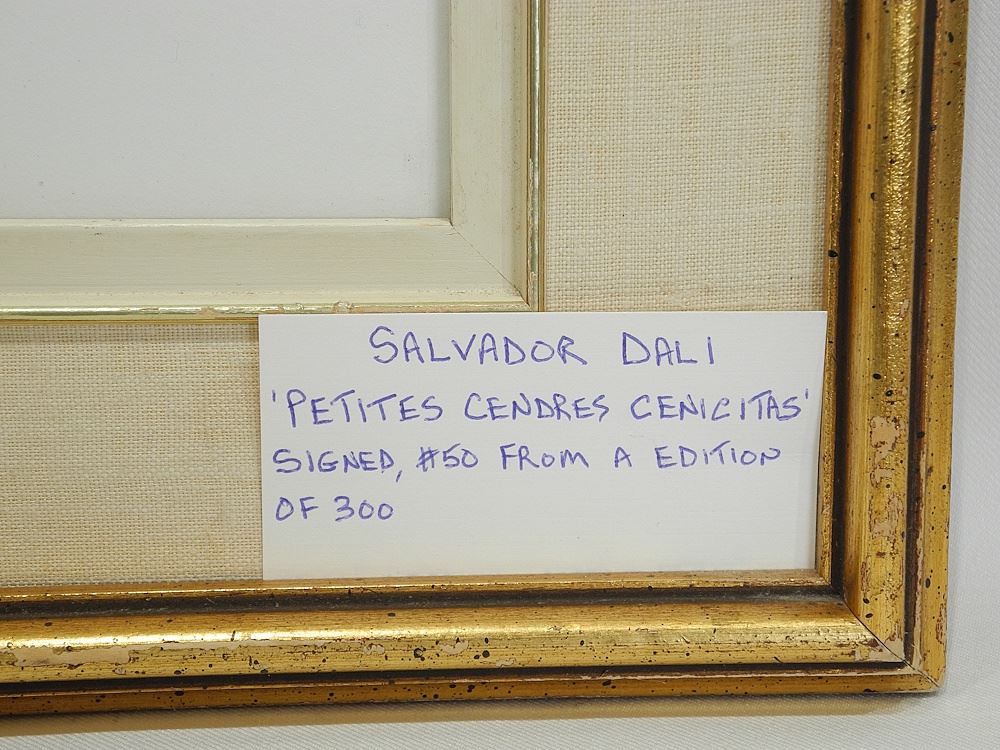 SALVADOR DALI
'PETITES CENDRES CENICITAS'
SIGNED, #50 FROM A EDITION
OF 300